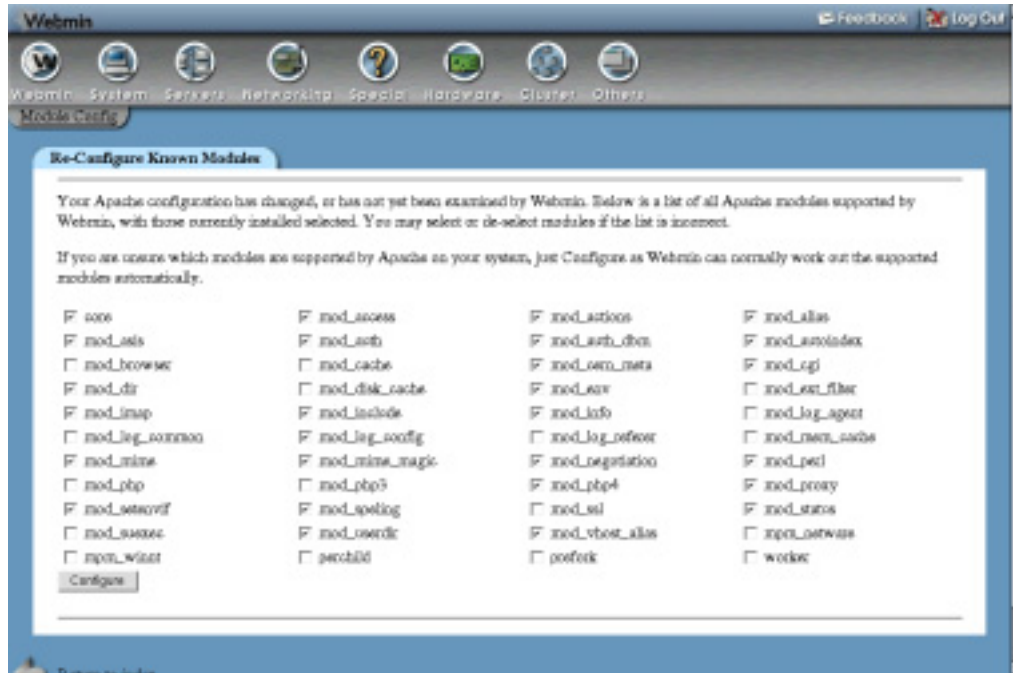 Webmin
Feedback Log Out
Webmin System Servers Networking Special Hardware Cluster Others
Module Config
Re-Configure Known Modules
Your Apache configuration has changed, or has not yet been examined by Webmin. Below is a list of all Apache modules supported by
Webmin, with those currently installed selected. You may select or de-select modules if the list is incorrect.
If you are unsure which modules are supported by Apache on your system, just Configure as Webmin can normally work out the supported
modules automatically.
core mod_access mod_actions mod_alias
mod_asis mod_auth mod_auth_dbm mod_autoindex
mod_browser mod_cache mod_cern_meta mod_cgi
mod_dir mod_disk_cache mod_env mod_ext_filter
mod_imap mod_include mod_info mod_log_agent
mod_log_common mod_log_config mod_log_referer mod_mem_cache
mod_mime mod_mime_magic mod_negotiation mod_perl
mod_php mod_php3 mod_php4 mod_proxy
mod_setenvif mod_speling mod_ssl mod_status
mod_suexec mod_userdir mod_vhost_alias mpm_netware
mpm_winnt perchild prefork worker
Configure
Return to index